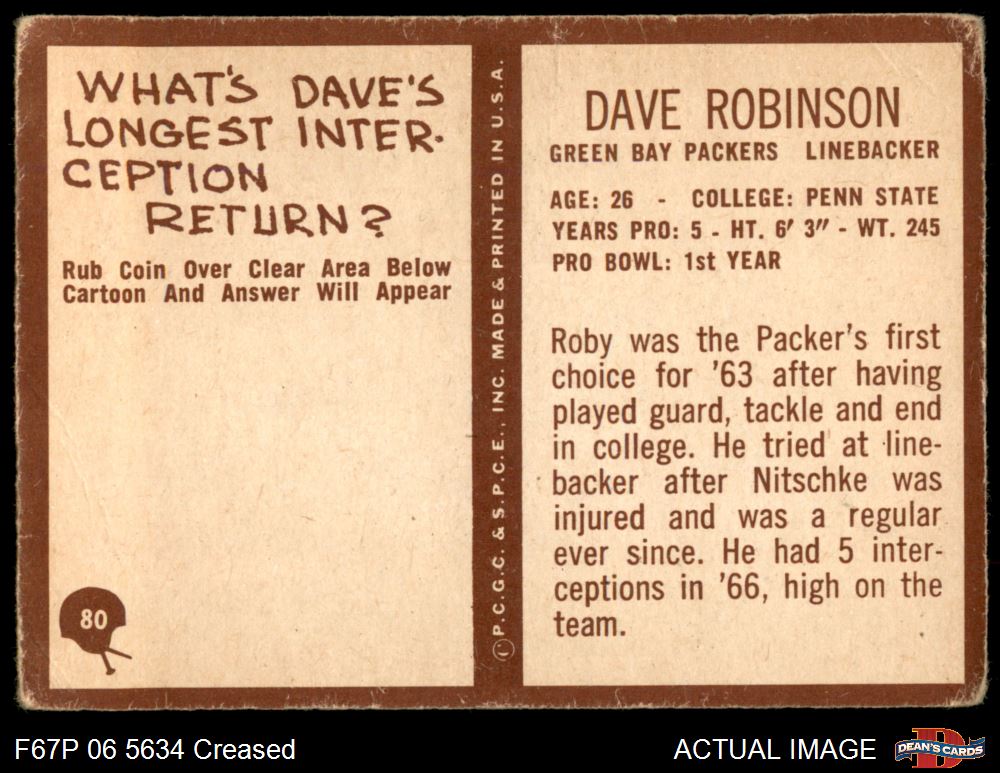 WHAT'S DAVE'S
LONGEST INTER-
CEPTION
RETURN?
Rub Coin Over Clear Area Below
Cartoon And Answer Will Appear
80
© P.C.G.C. & S.P.C.E., INC. MADE & PRINTED IN U.S.A.
DAVE ROBINSON
GREEN BAY PACKERS LINEBACKER
AGE: 26 - COLLEGE: PENN STATE
YEARS PRO: 5 - HT. 6' 3" - WT. 245
PRO BOWL: 1st YEAR
Roby was the Packer's first
choice for '63 after having
played guard, tackle and end
in college. He tried at line-
backer after Nitschke was
injured and was a regular
ever since. He had 5 inter-
ceptions in '66, high on the
team.
F67P 06 5634 Creased
ACTUAL IMAGE
DEAN'S CARDS